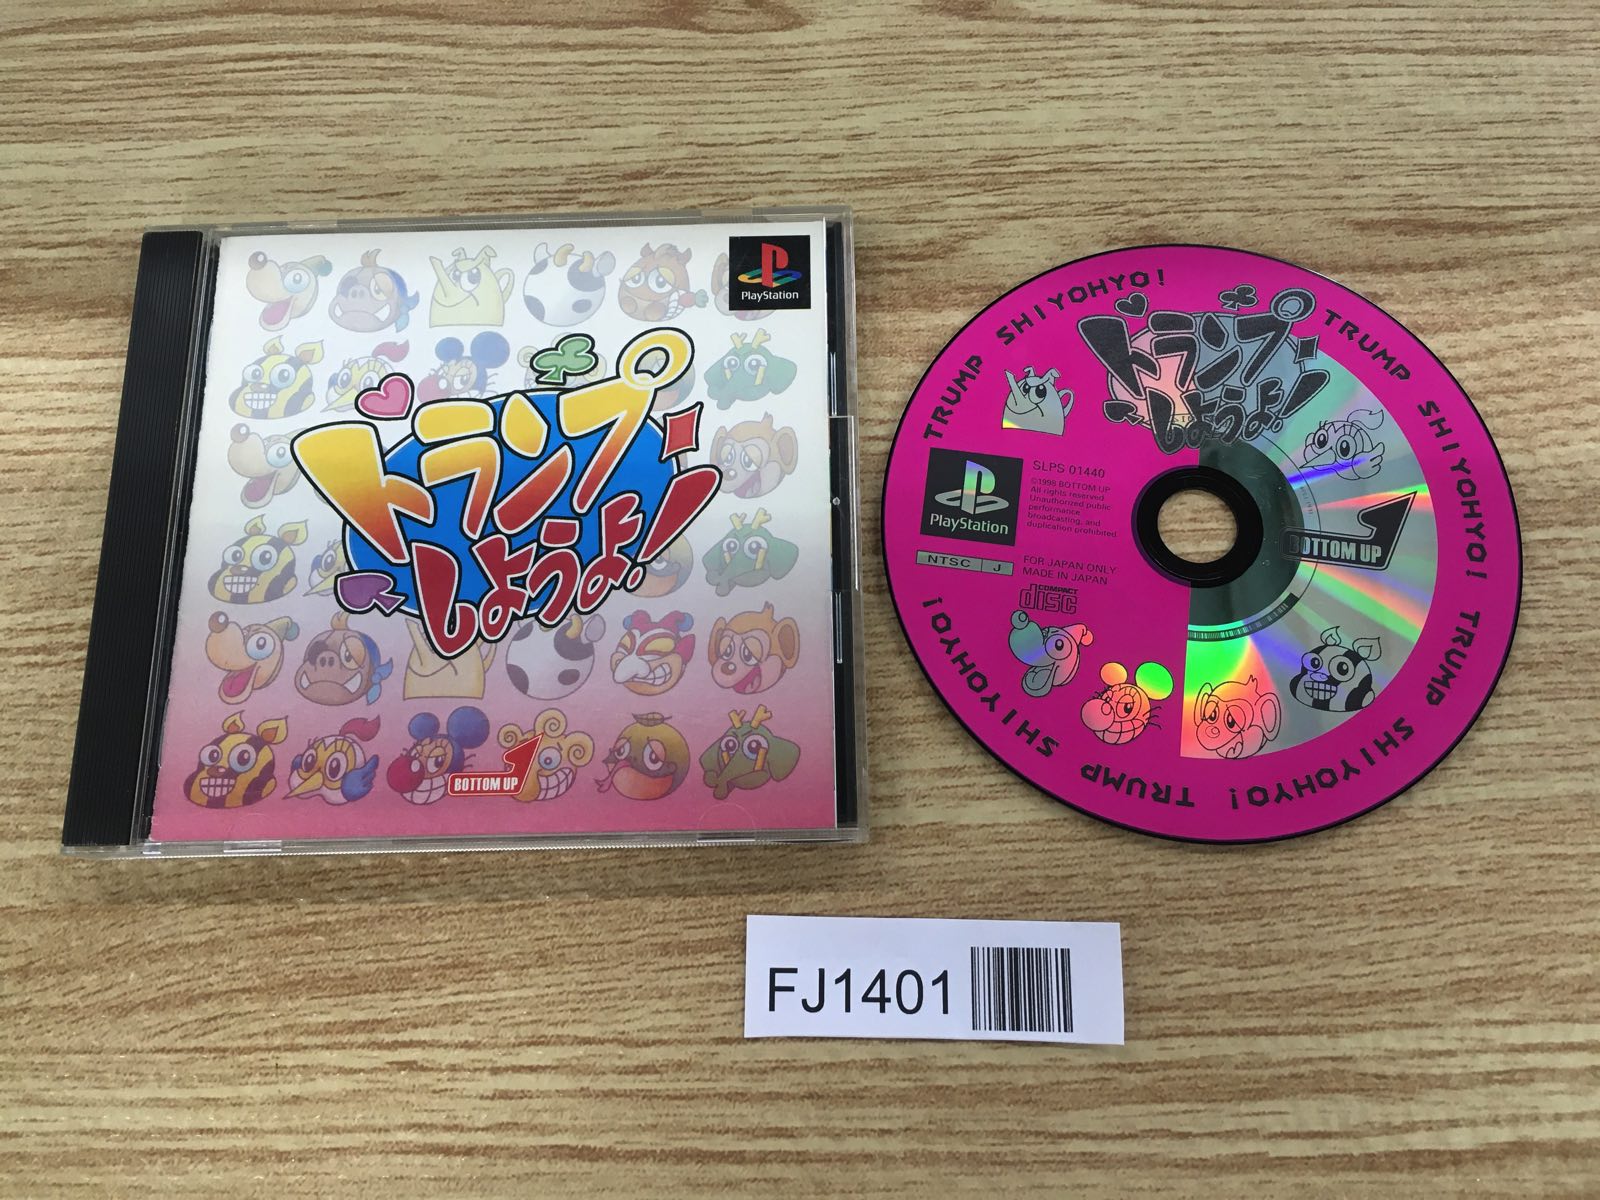 PlayStation
トランプ
しようよ!
BOTTOM UP
TRUMP SHIYOHYO! TRUMP SHIYOHYO! TRUMP SHIYOHYO! TRUMP SHIYOHYO!
トランプ
しようよ!
SLPS 01440
©1998 BOTTOM UP
All rights reserved.
Unauthorized public
performance,
broadcasting, and
duplication prohibited.
PlayStation
BOTTOM UP
NTSC J
FOR JAPAN ONLY
MADE IN JAPAN
COMPACT
disc
FJ1401